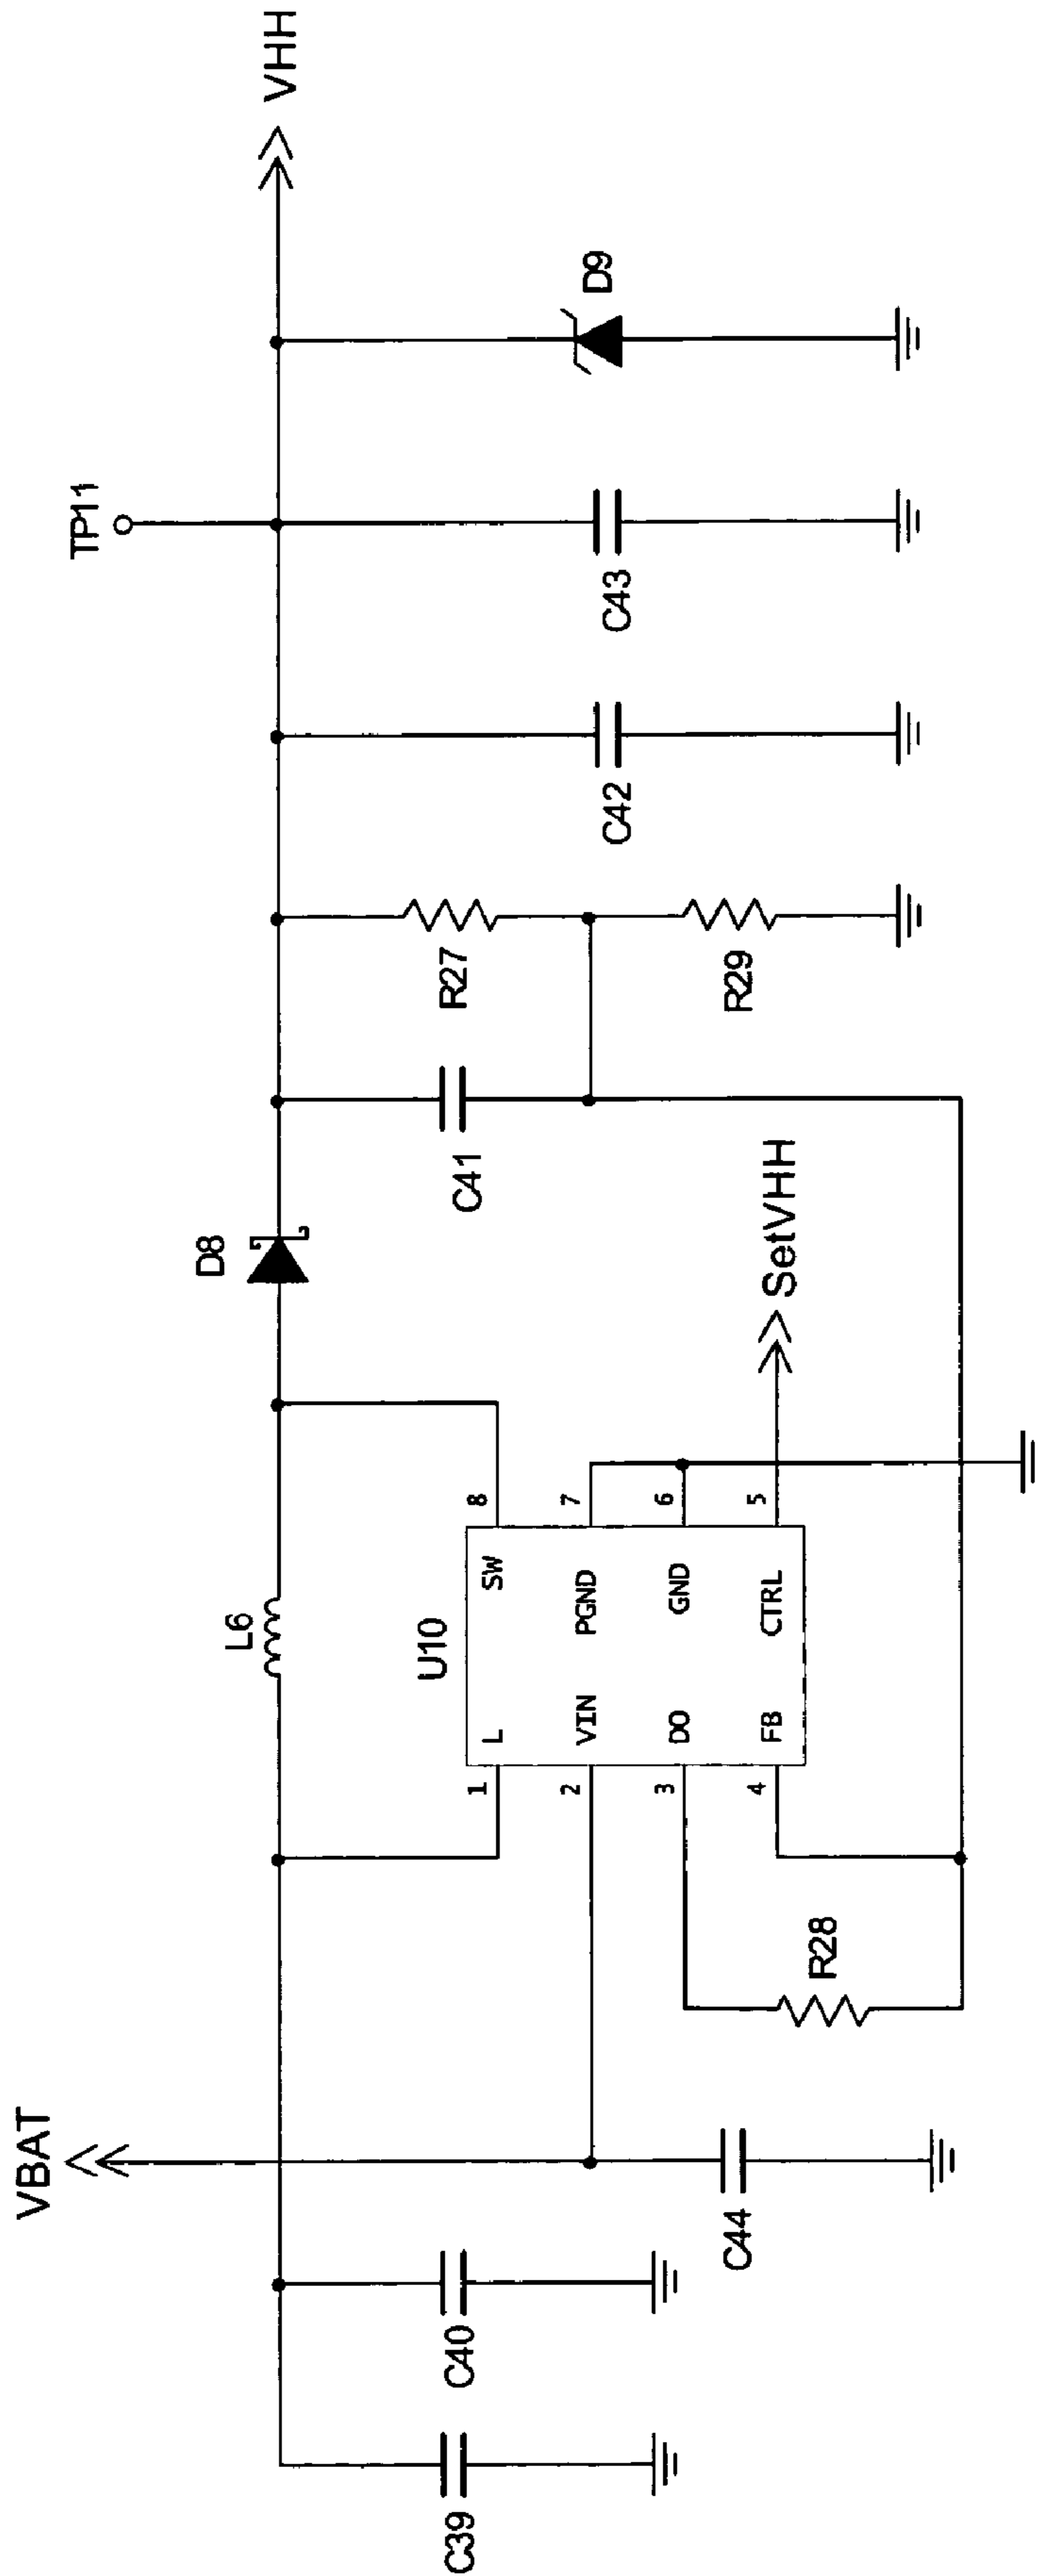 VBAT
VHH
TP11
L6
D8
C39
C40
C44
C41
R27
C42
C43
D9
U10
1
L
SW
8
2
VIN
PGND
7
3
DO
GND
6
4
FB
CTRL
5
SetVHH
R28
R29